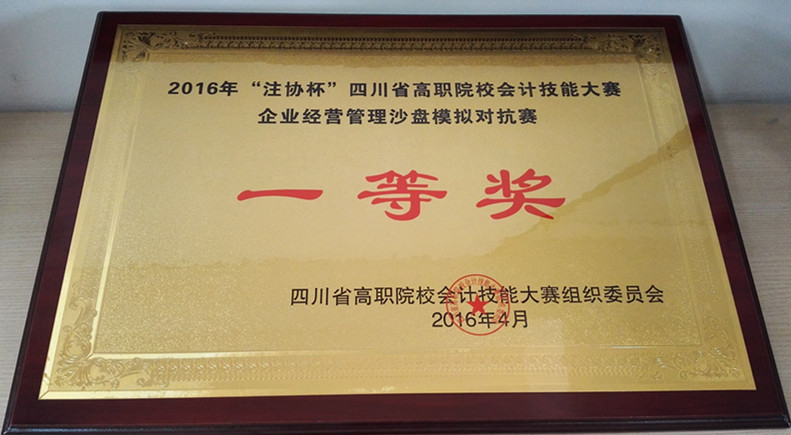 2016年“注协杯”四川省高职院校会计技能大赛
企业经营管理沙盘模拟对抗赛
一等奖
四川省高职院校会计技能大赛组织委员会
2016年4月